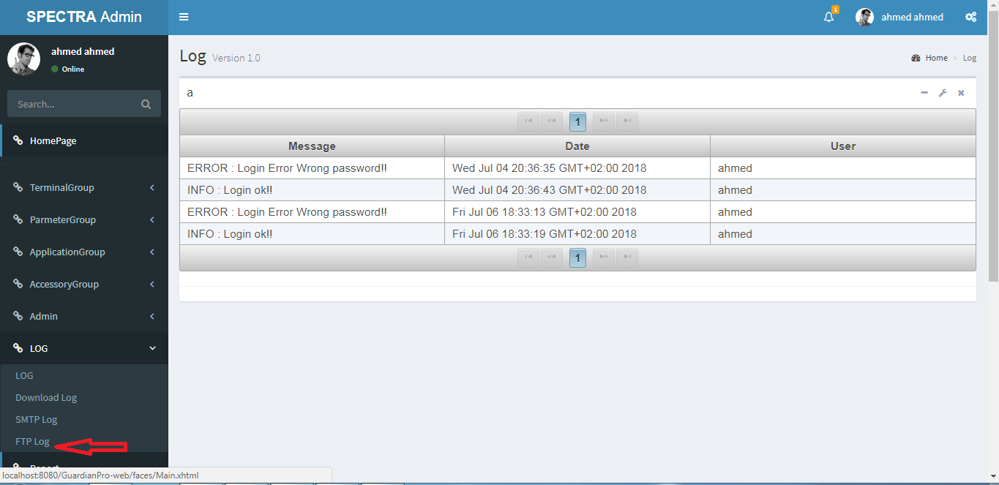 SPECTRA Admin
1
ahmed ahmed
ahmed ahmed
Online
Search...
HomePage
TerminalGroup
ParmeterGroup
ApplicationGroup
AccessoryGroup
Admin
LOG
LOG
Download Log
SMTP Log
FTP Log
Report
Log Version 1.0
Home > Log
a
1
Message Date User
ERROR : Login Error Wrong password!! Wed Jul 04 20:36:35 GMT+02:00 2018 ahmed
INFO : Login ok!! Wed Jul 04 20:36:43 GMT+02:00 2018 ahmed
ERROR : Login Error Wrong password!! Fri Jul 06 18:33:13 GMT+02:00 2018 ahmed
INFO : Login ok!! Fri Jul 06 18:33:19 GMT+02:00 2018 ahmed
1
localhost:8080/GuardianPro-web/faces/Main.xhtml